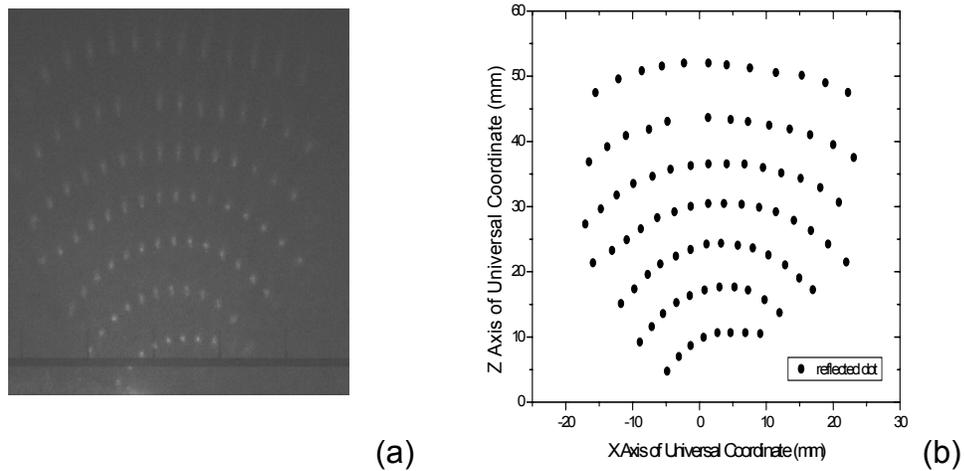 (a)
Z Axis of Universal Coordinate (mm)
60
50
40
30
20
10
0
-20
-10
0
10
20
30
X Axis of Universal Coordinate (mm)
reflected dot
(b)